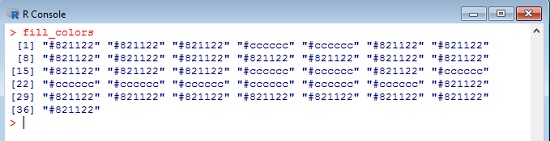 R Console
> fill_colors
[1] "#821122" "#821122" "#821122" "#cccccc" "#cccccc" "#821122" "#821122"
[8] "#821122" "#821122" "#821122" "#821122" "#821122" "#821122" "#821122"
[15] "#821122" "#cccccc" "#821122" "#821122" "#821122" "#821122" "#cccccc"
[22] "#cccccc" "#cccccc" "#cccccc" "#cccccc" "#cccccc" "#cccccc" "#821122"
[29] "#821122" "#821122" "#821122" "#821122" "#821122" "#821122" "#821122"
[36] "#821122"
>